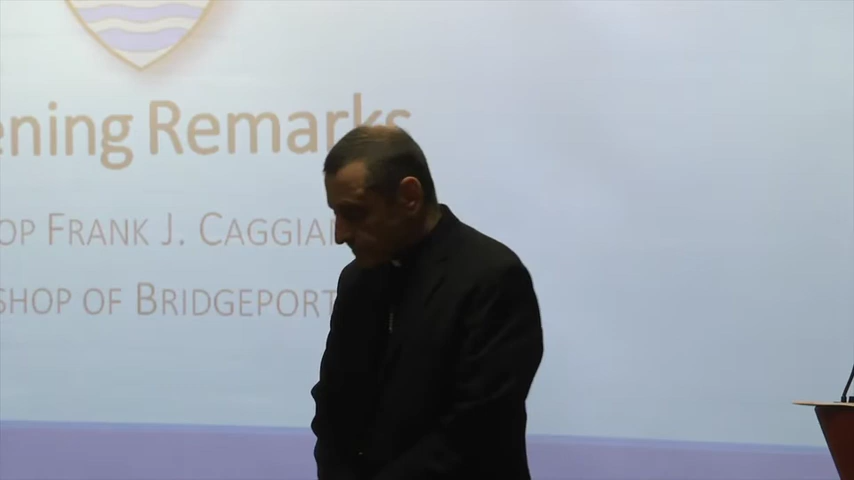 ening Remarks
OP FRANK J. CAGGIA
SHOP OF BRIDGEPORT